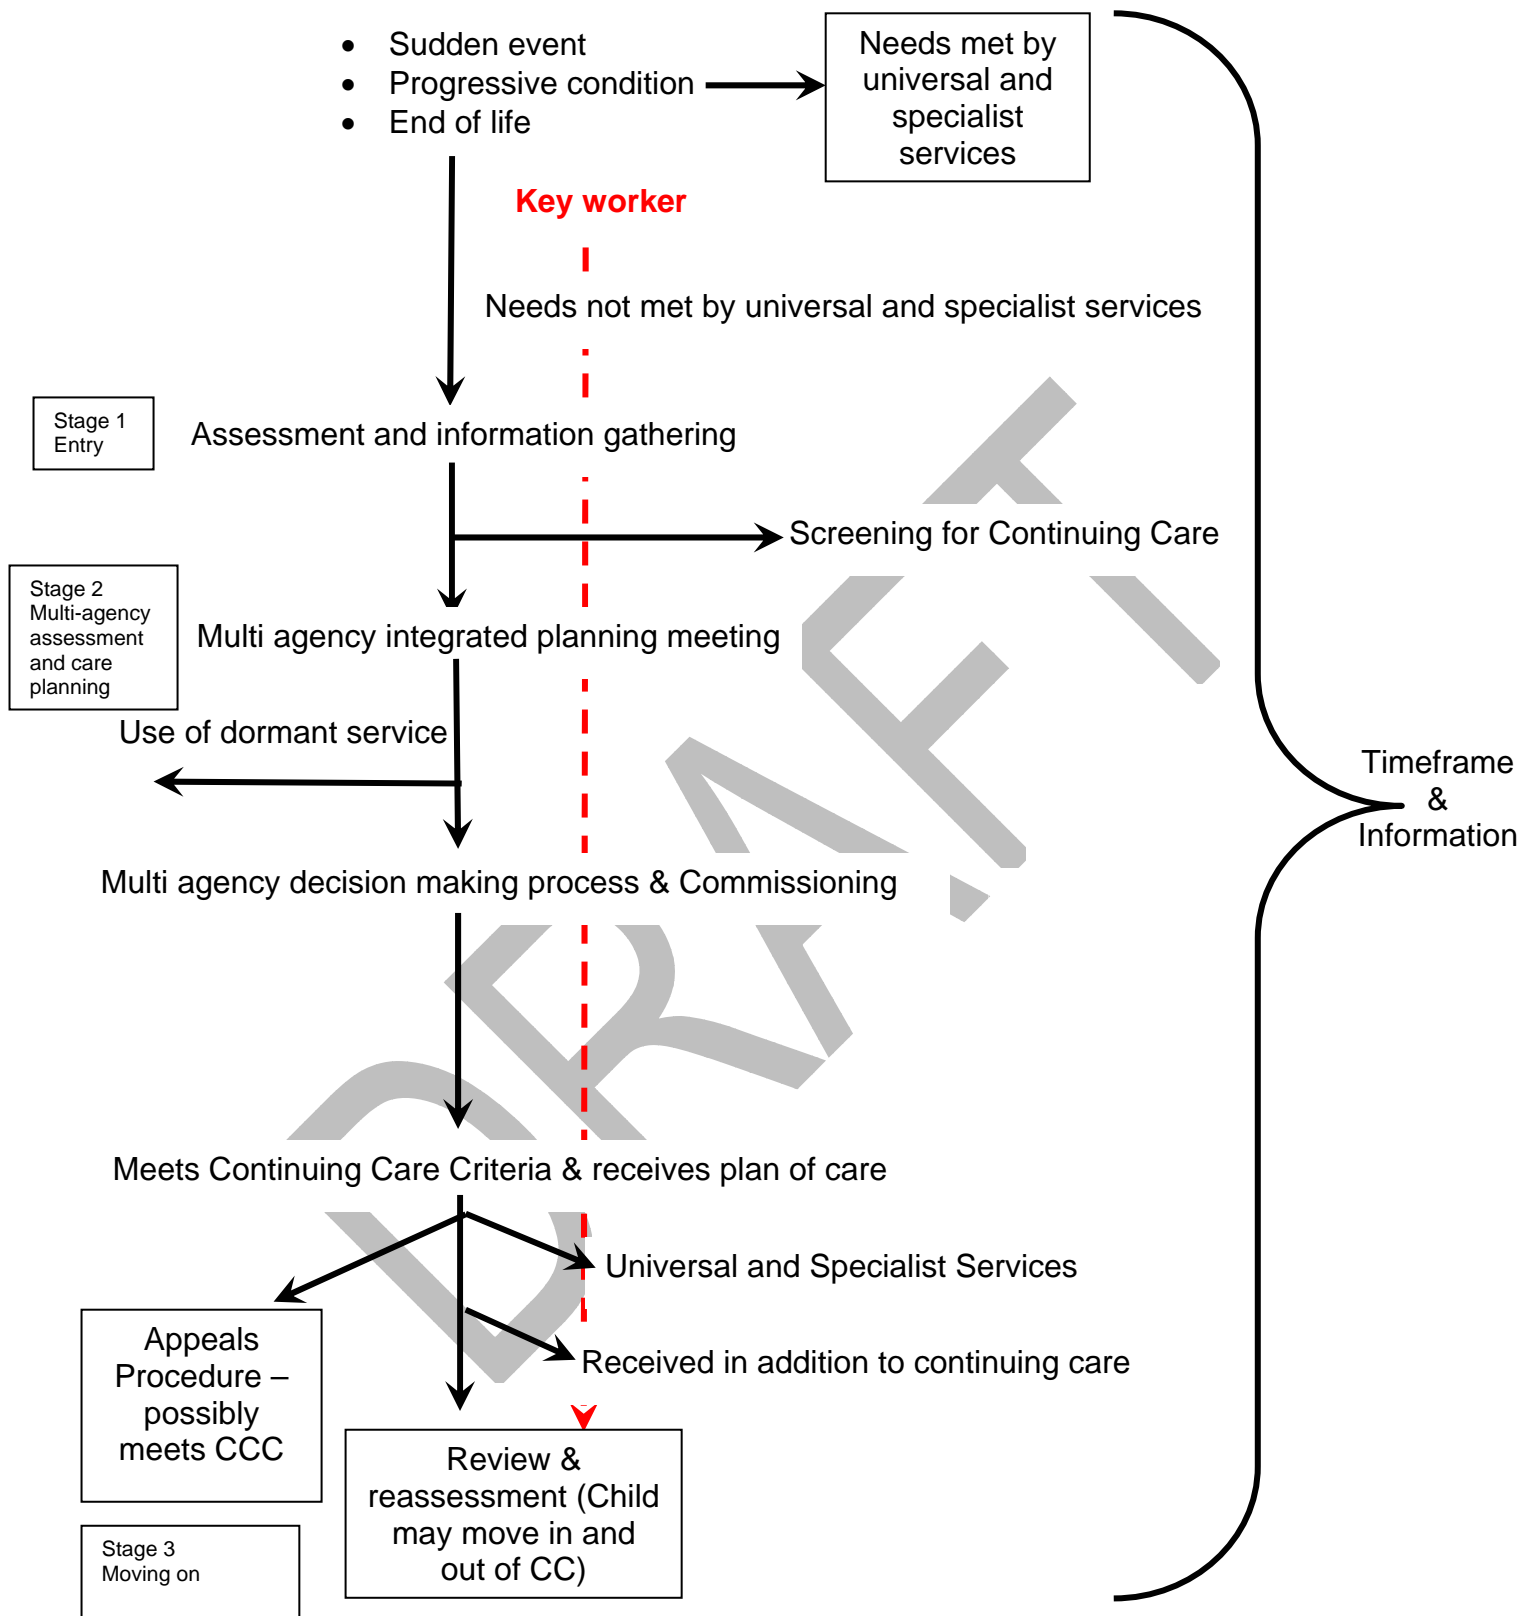 • Sudden event
• Progressive condition
• End of life
Needs met by
universal and
specialist
services
Key worker
Needs not met by universal and specialist services
Stage 1
Entry
Assessment and information gathering
Screening for Continuing Care
Stage 2
Multi-agency
assessment
and care
planning
Multi agency integrated planning meeting
Use of dormant service
Timeframe
&
Information
Multi agency decision making process & Commissioning
Meets Continuing Care Criteria & receives plan of care
Universal and Specialist Services
Received in addition to continuing care
Appeals
Procedure –
possibly
meets CCC
Review &
reassessment (Child
may move in and
out of CC)
Stage 3
Moving on
DRAFT